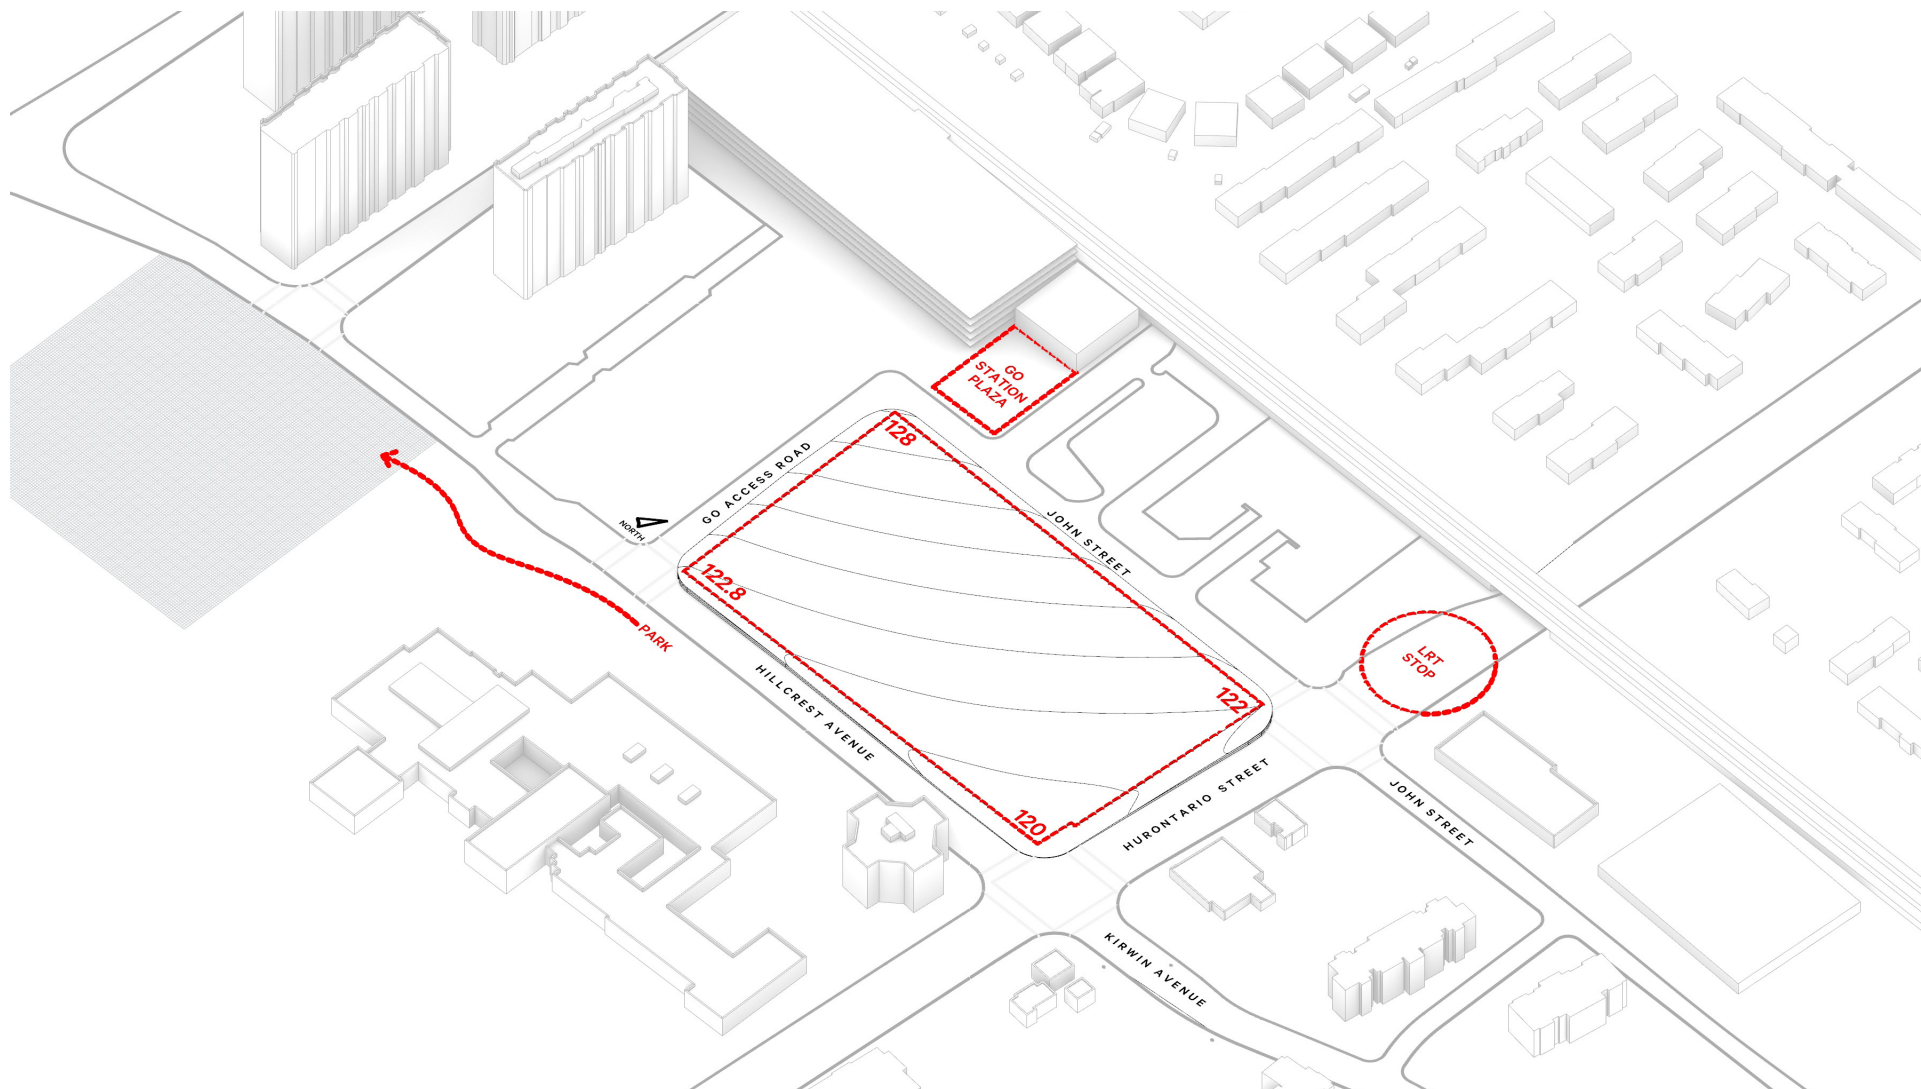 GO
STATION
PLAZA
128
GO ACCESS ROAD
NORTH
JOHN STREET
122.8
PARK
LRT
STOP
HILLCREST AVENUE
122
120
HURONTARIO STREET
JOHN STREET
KIRWIN AVENUE